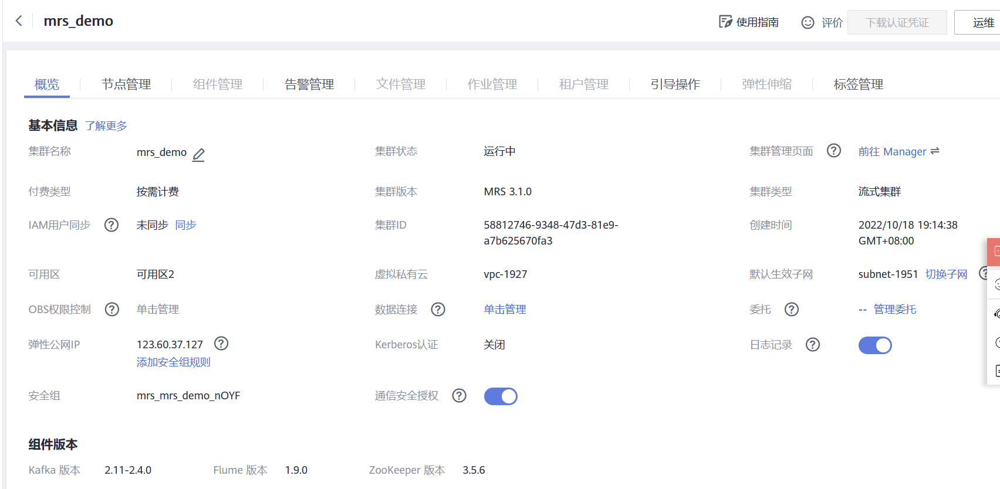 mrs_demo 使用指南 评价 下载认证凭证 运维
概览 节点管理 组件管理 告警管理 文件管理 作业管理 租户管理 引导操作 弹性伸缩 标签管理
基本信息 了解更多
集群名称 mrs_demo 集群状态 运行中 集群管理页面 前往 Manager
付费类型 按需计费 集群版本 MRS 3.1.0 集群类型 流式集群
IAM用户同步 未同步 同步 集群ID 58812746-9348-47d3-81e9-a7b625670fa3 创建时间 2022/10/18 19:14:38 GMT+08:00
可用区 可用区2 虚拟私有云 vpc-1927 默认生效子网 subnet-1951 切换子网
OBS权限控制 单击管理 数据连接 单击管理 委托 -- 管理委托
弹性公网IP 123.60.37.127 Kerberos认证 关闭 日志记录
添加安全组规则
安全组 mrs_mrs_demo_nOYF 通信安全授权
组件版本
Kafka 版本 2.11-2.4.0 Flume 版本 1.9.0 ZooKeeper 版本 3.5.6